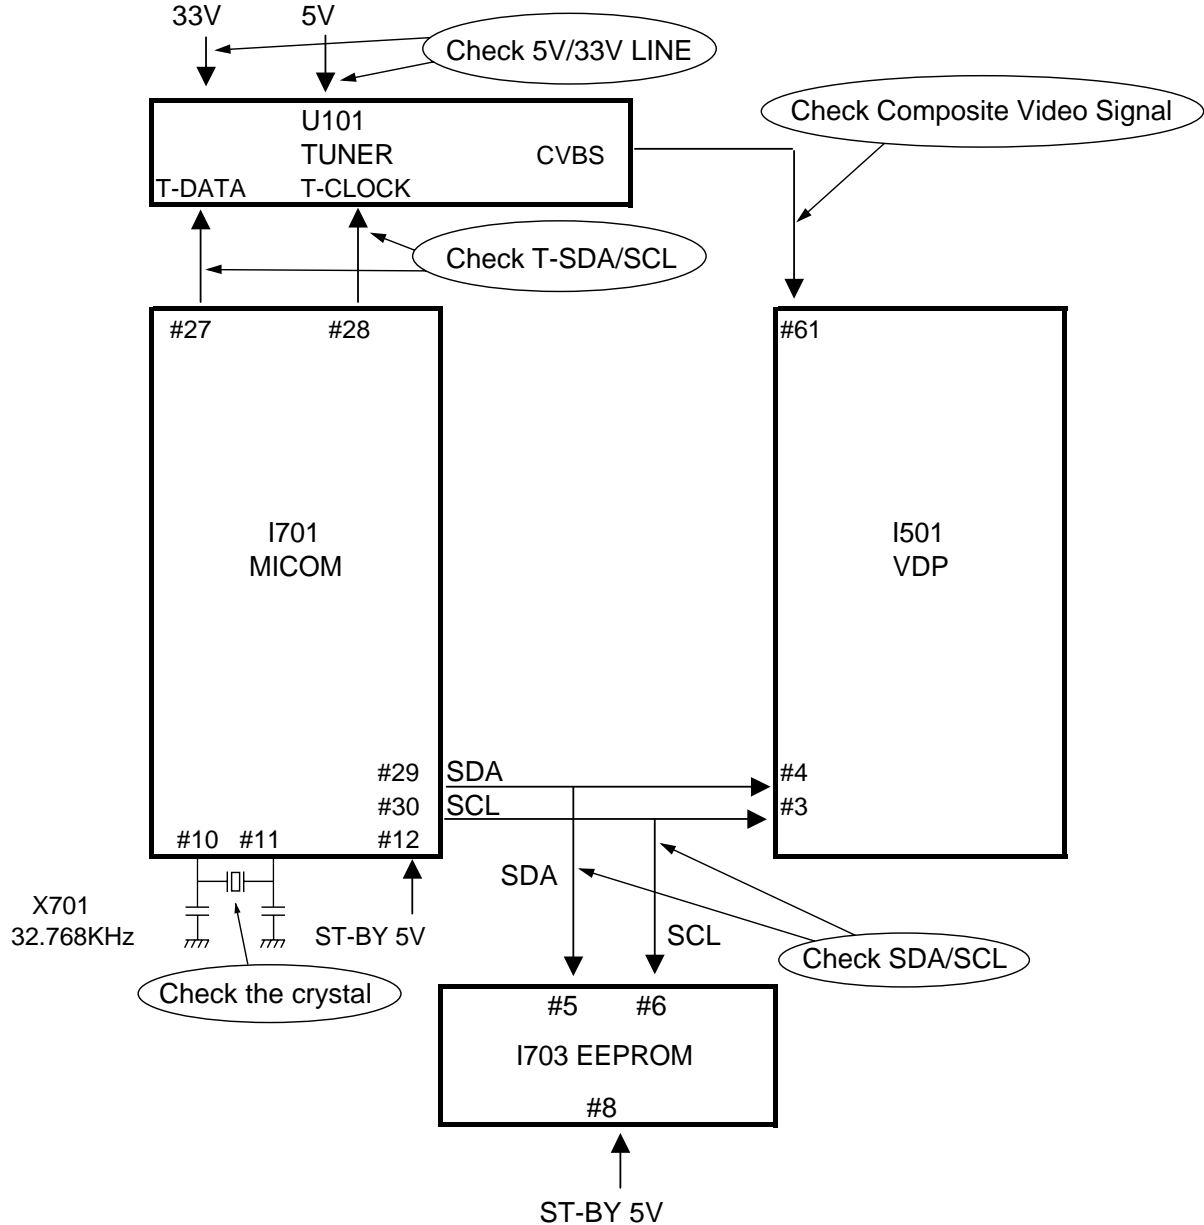 33V 5V
Check 5V/33V LINE
Check Composite Video Signal
U101
TUNER
CVBS
T-DATA T-CLOCK
Check T-SDA/SCL
#27 #28
#61
I701
MICOM
I501
VDP
#29 SDA
#4
#30 SCL
#3
#10 #11 #12
SDA
X701
32.768KHz
ST-BY 5V
SCL
Check SDA/SCL
Check the crystal
#5 #6
I703 EEPROM
#8
ST-BY 5V